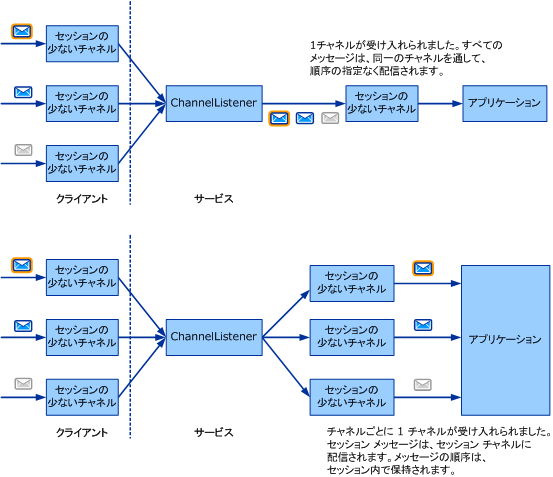 セッションの
少ないチャネル
1チャネルが受け入れられました。すべての
メッセージは、同一のチャネルを通して、
順序の指定なく配信されます。
セッションの
少ないチャネル
ChannelListener
セッションの
少ないチャネル
アプリケーション
セッションの
少ないチャネル
クライアント
サービス
セッションの
少ないチャネル
セッションの
少ないチャネル
セッションの
少ないチャネル
ChannelListener
セッションの
少ないチャネル
アプリケーション
セッションの
少ないチャネル
セッションの
少ないチャネル
クライアント
サービス
チャネルごとに 1 チャネルが受け入れられました。
セッション メッセージは、セッション チャネルに
配信されます。メッセージの順序は、
セッション内で保持されます。